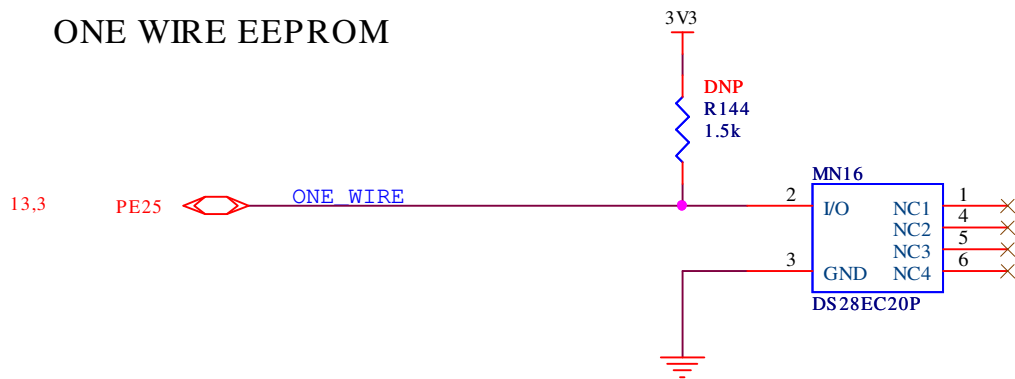 ONE WIRE EEPROM
3V3
DNP
R144
1.5k
MN16
13,3
PE25
ONE_WIRE
2
I/O
NC1
1
NC2
4
NC3
5
3
GND
NC4
6
DS28EC20P